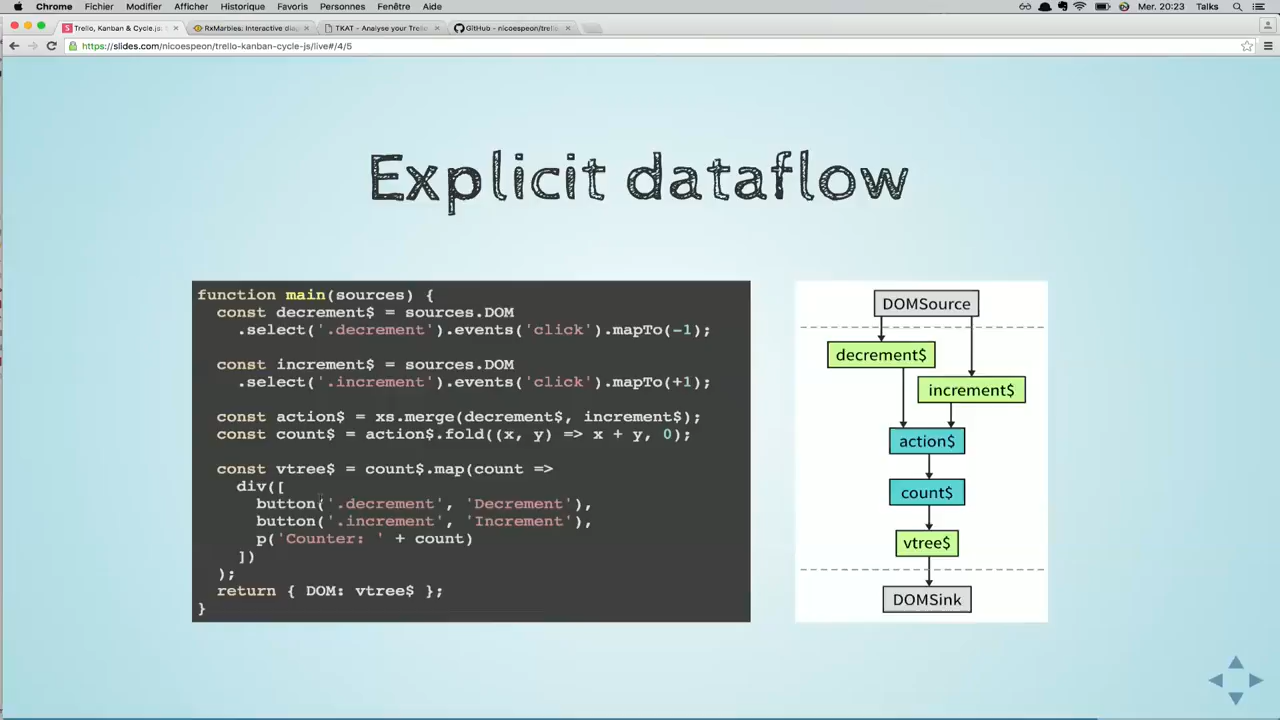 Chrome Fichier Modifier Afficher Historique Favoris Personnes Fenêtre Aide Mer. 20:23 Talks
Trello, Kanban & Cycle.js RxMarbles: Interactive dia TKAT - Analyse your Trell GitHub - nicoespeon/trello
https://slides.com/nicoespeon/trello-kanban-cycle-js/live#/4/5
Explicit dataflow
function main(sources) {
const decrement$ = sources.DOM
.select('.decrement').events('click').mapTo(-1);
const increment$ = sources.DOM
.select('.increment').events('click').mapTo(+1);
const action$ = xs.merge(decrement$, increment$);
const count$ = action$.fold((x, y) => x + y, 0);
const vtree$ = count$.map(count =>
div([
button('.decrement', 'Decrement'),
button('.increment', 'Increment'),
p('Counter: ' + count)
])
);
return { DOM: vtree$ };
}
DOMSource
decrement$
increment$
action$
count$
vtree$
DOMSink